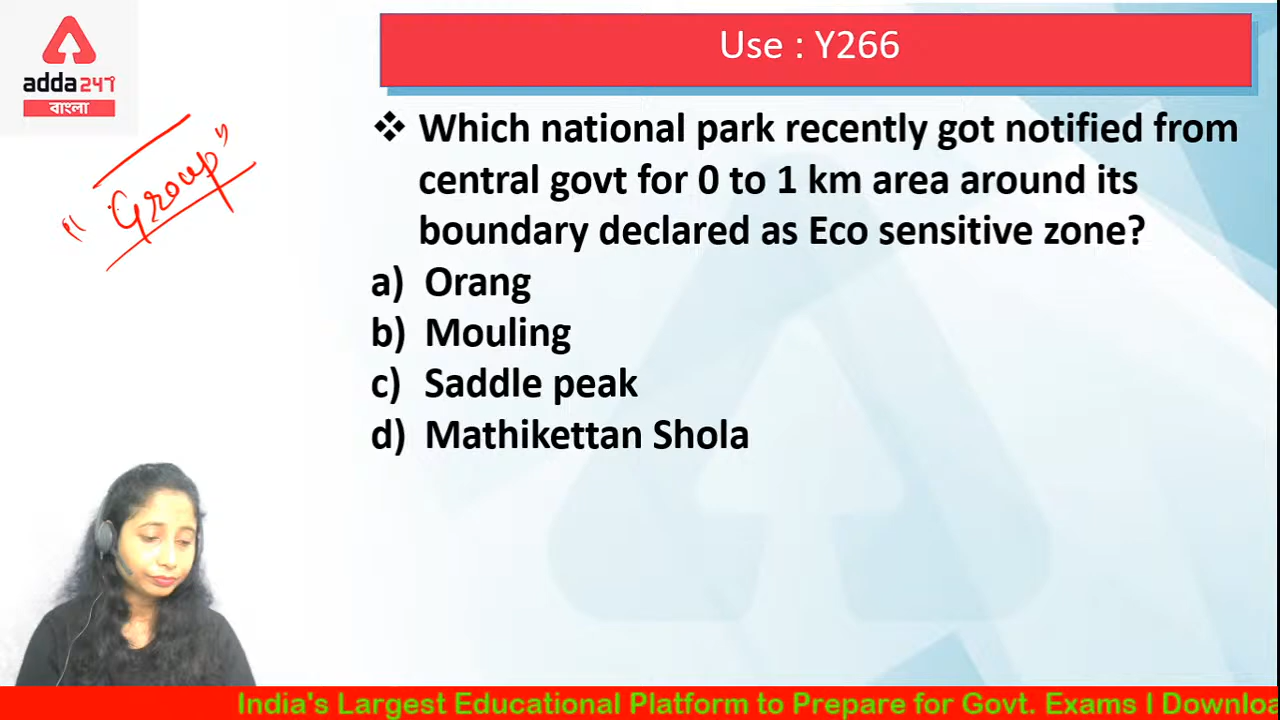 adda247
বাংলা
Use : Y266
"Group"
❖ Which national park recently got notified from
central govt for 0 to 1 km area around its
boundary declared as Eco sensitive zone?
a) Orang
b) Mouling
c) Saddle peak
d) Mathikettan Shola
India's Largest Educational Platform to Prepare for Govt. Exams I Downloa